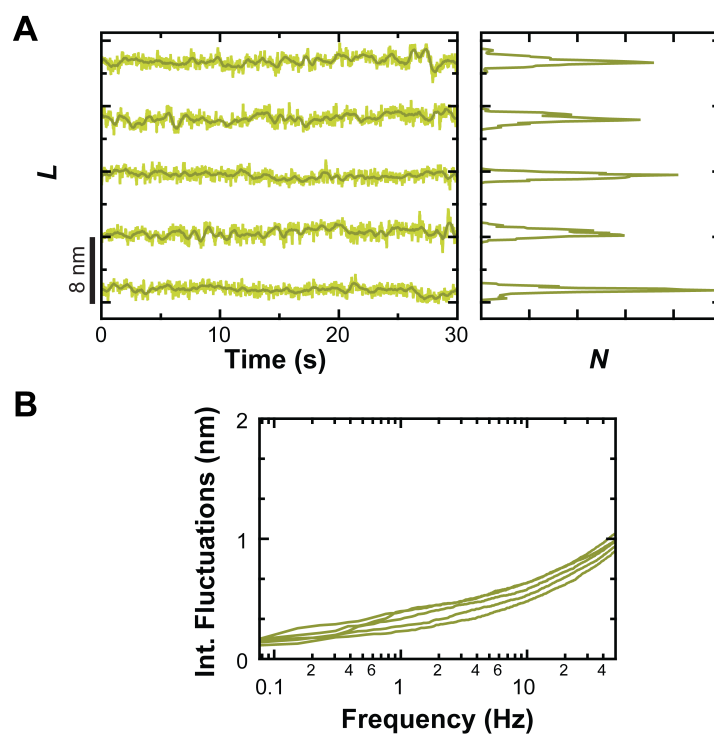 A
L
8 nm
0 10 20 30
Time (s)
N
B
Int. Fluctuations (nm)
2
1
0
2 4 6 2 4 6 2 4
0.1 1 10
Frequency (Hz)